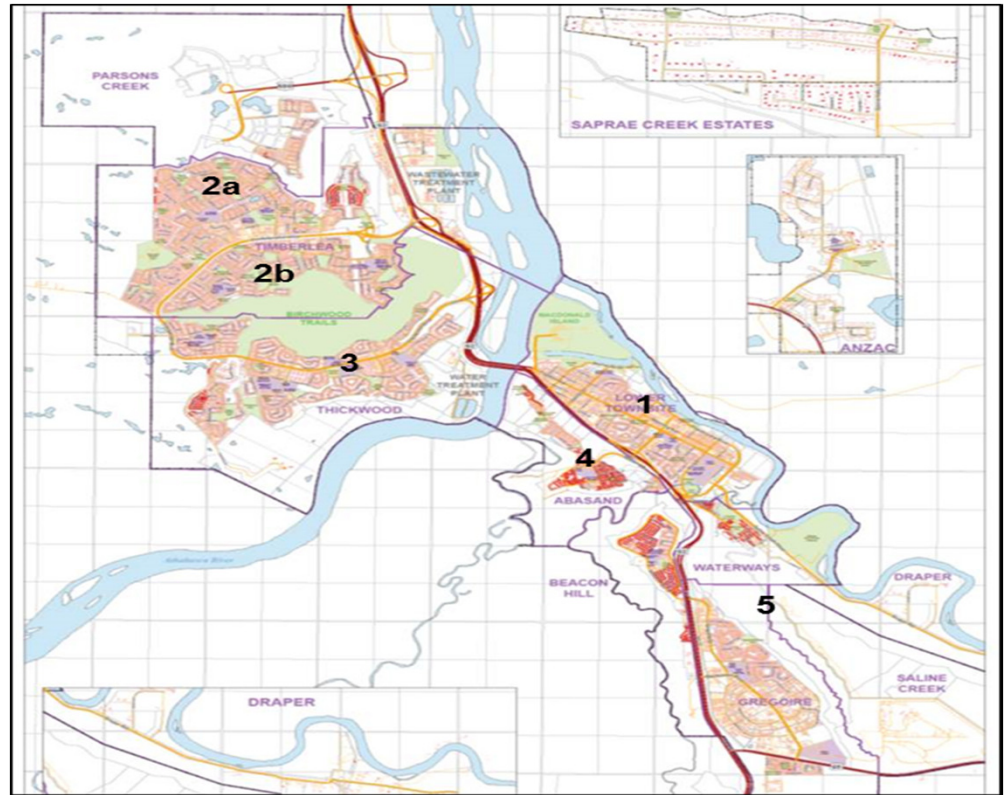 PARSONS
CREEK
SAPRAE CREEK ESTATES
2a
WASTEWATER
TREATMENT
PLANT
TIMBERLEA
2b
BIRCHWOOD
TRAILS
MACDONALD
ISLAND
ANZAC
3
WATER
TREATMENT
PLANT
THICKWOOD
1
LOWER
TOWNSITE
4
ABASAND
Athabasca River
BEACON
HILL
WATERWAYS
DRAPER
5
SALINE
CREEK
GREGOIRE
DRAPER